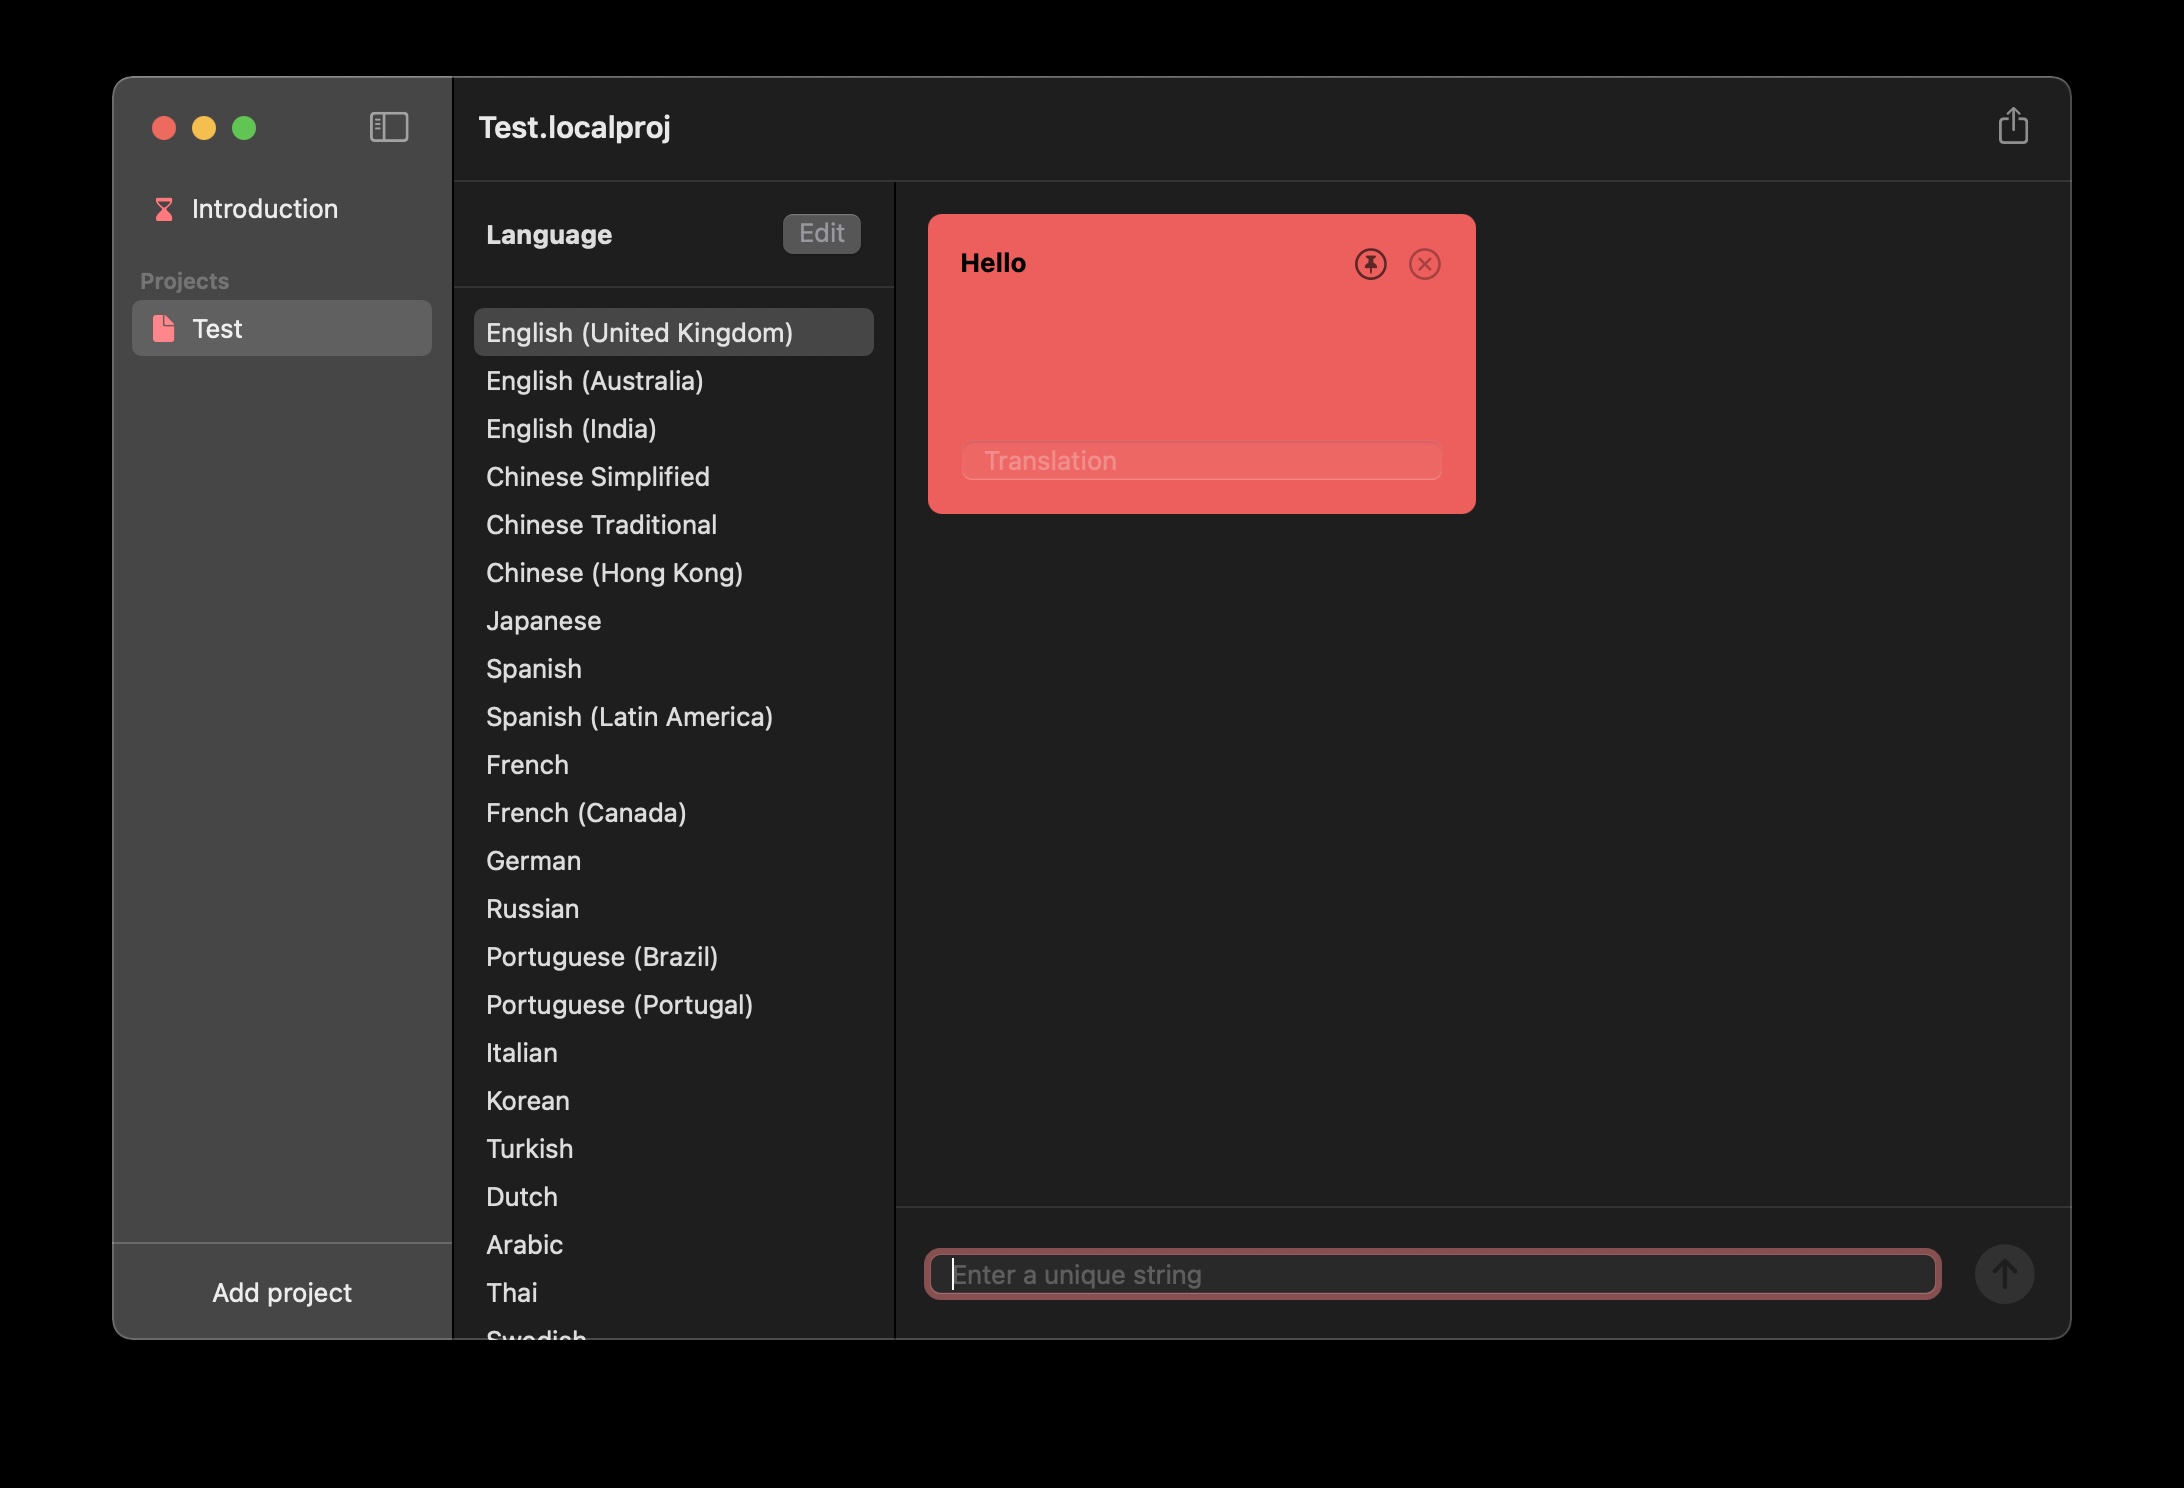 Test.localproj
Introduction
Projects
Test
Add project
Language
Edit
English (United Kingdom)
English (Australia)
English (India)
Chinese Simplified
Chinese Traditional
Chinese (Hong Kong)
Japanese
Spanish
Spanish (Latin America)
French
French (Canada)
German
Russian
Portuguese (Brazil)
Portuguese (Portugal)
Italian
Korean
Turkish
Dutch
Arabic
Thai
Swedish
Hello
Translation
Enter a unique string